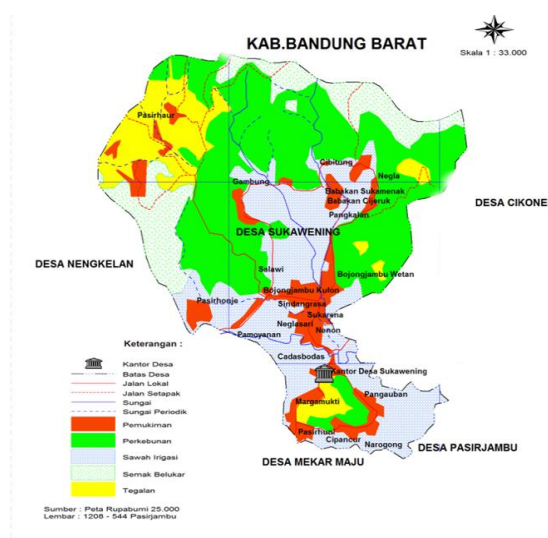 KAB.BANDUNG BARAT
Skala 1 : 33.000
Pasirhaur
Cibitung
Negla
Gambung
Babakan Sukamenak
Babakan Cijeruk
Pangkalan
DESA CIKONE
DESA SUKAWENING
DESA NENGKELAN
Salawi
Bojongjambu Wetan
Bojongjambu Kulon
Pasirhonje
Sindangrasa
Sukarena
Neglasari
Nenon
Pamoyanan
Cadasbodas
Kantor Desa Sukawening
Pangauban
Margamukti
Pasirhuni
Cipancur
Narogong
DESA PASIRJAMBU
DESA MEKAR MAJU
Keterangan :
Kantor Desa
Batas Desa
Jalan Lokal
Jalan Setapak
Sungai
Sungai Periodik
Pemukiman
Perkebunan
Sawah Irigasi
Semak Belukar
Tegalan
Sumber : Peta Rupabumi 25.000
Lembar : 1208 - 544 Pasirjambu